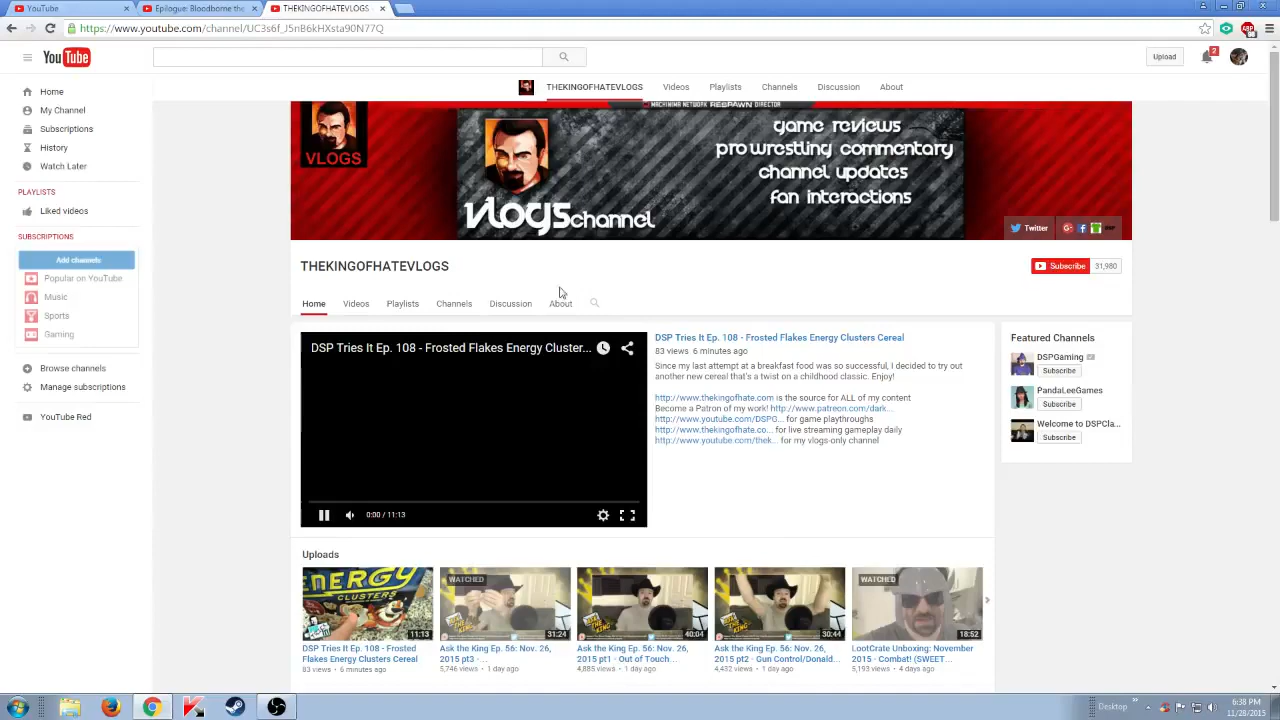 YouTube
Epilogue: Bloodborne the
THEKINGOFHATEVLOGS
https://www.youtube.com/channel/UC3s6f_J5nB6kHXsta90N77Q
YouTube
Upload
2
THEKINGOFHATEVLOGS Videos Playlists Channels Discussion About
Home
My Channel
Subscriptions
History
Watch Later
PLAYLISTS
Liked videos
SUBSCRIPTIONS
Add channels
Popular on YouTube
Music
Sports
Gaming
Browse channels
Manage subscriptions
YouTube Red
MACHINIMA NETWORK RESPAWN DIRECTOR
VLOGS
game reviews
pro wrestling commentary
channel updates
fan interactions
vlogschannel
Twitter
THEKINGOFHATEVLOGS
Subscribe 31,980
Home Videos Playlists Channels Discussion About
DSP Tries It Ep. 108 - Frosted Flakes Energy Cluster...
0:00 / 11:13
DSP Tries It Ep. 108 - Frosted Flakes Energy Clusters Cereal
83 views 6 minutes ago
Since my last attempt at a breakfast food was so successful, I decided to try out
another new cereal that's a twist on a childhood classic. Enjoy!
http://www.thekingofhate.com is the source for ALL of my content
Become a Patron of my work! http://www.patreon.com/dark...
http://www.youtube.com/DSPG... for game playthroughs
http://www.thekingofhate.co... for live streaming gameplay daily
http://www.youtube.com/thek... for my vlogs-only channel
Featured Channels
DSPGaming
Subscribe
PandaLeeGames
Subscribe
Welcome to DSPCla...
Subscribe
Uploads
ENERGY
CLUSTERS
11:13
DSP Tries It Ep. 108 - Frosted
Flakes Energy Clusters Cereal
83 views • 6 minutes ago
WATCHED
31:24
Ask the King Ep. 56: Nov. 26,
2015 pt3 -...
5,746 views • 1 day ago
40:04
Ask the King Ep. 56: Nov. 26,
2015 pt1 - Out of Touch...
4,885 views • 1 day ago
30:44
Ask the King Ep. 56: Nov. 26,
2015 pt2 - Gun Control/Donald...
4,432 views • 1 day ago
WATCHED
18:52
LootCrate Unboxing: November
2015 - Combat! (SWEET...
5,193 views • 4 days ago
Desktop
6:38 PM
11/28/2015